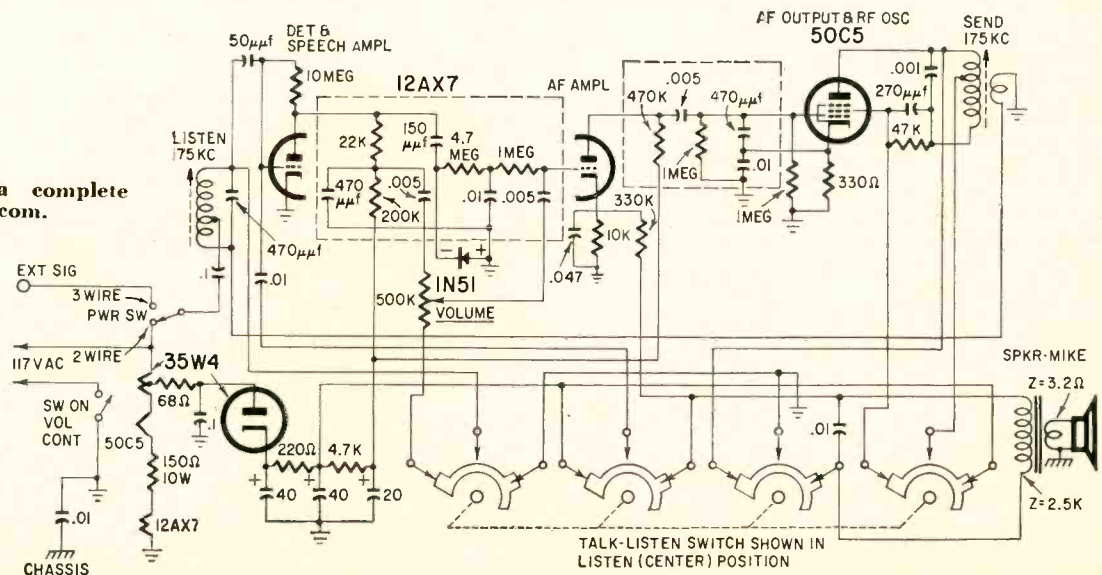 50μμf
DET &
SPEECH AMPL
10MEG
12AX7
AF AMPL
AF OUTPUT & RF OSC
50C5
SEND
175KC
.001
270μμf
47K
LISTEN
175KC
22K
150
μμf
4.7
MEG
1MEG
470K
.005
470μμf
.01
1MEG
330Ω
1MEG
a complete
com.
470
μμf
.005
200K
.01
.005
330K
10K
.047
470μμf
.1
.01
1N51
500K
VOLUME
EXT SIG
3 WIRE
PWR SW
2 WIRE
117VAC
35W4
68Ω
.1
SW ON
VOL
CONT
50C5
150Ω
10W
12AX7
.01
CHASSIS
220Ω
4.7K
+
40
+
40
+
20
- +
.01
SPKR-MIKE
Z=3.2Ω
Z=2.5K
TALK-LISTEN SWITCH SHOWN IN
LISTEN (CENTER) POSITION